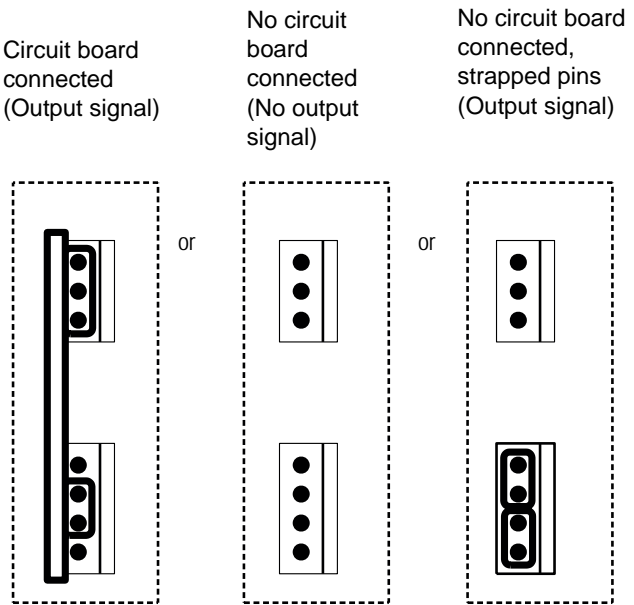 Circuit board
connected
(Output signal)
No circuit
board
connected
(No output
signal)
No circuit board
connected,
strapped pins
(Output signal)
or
or